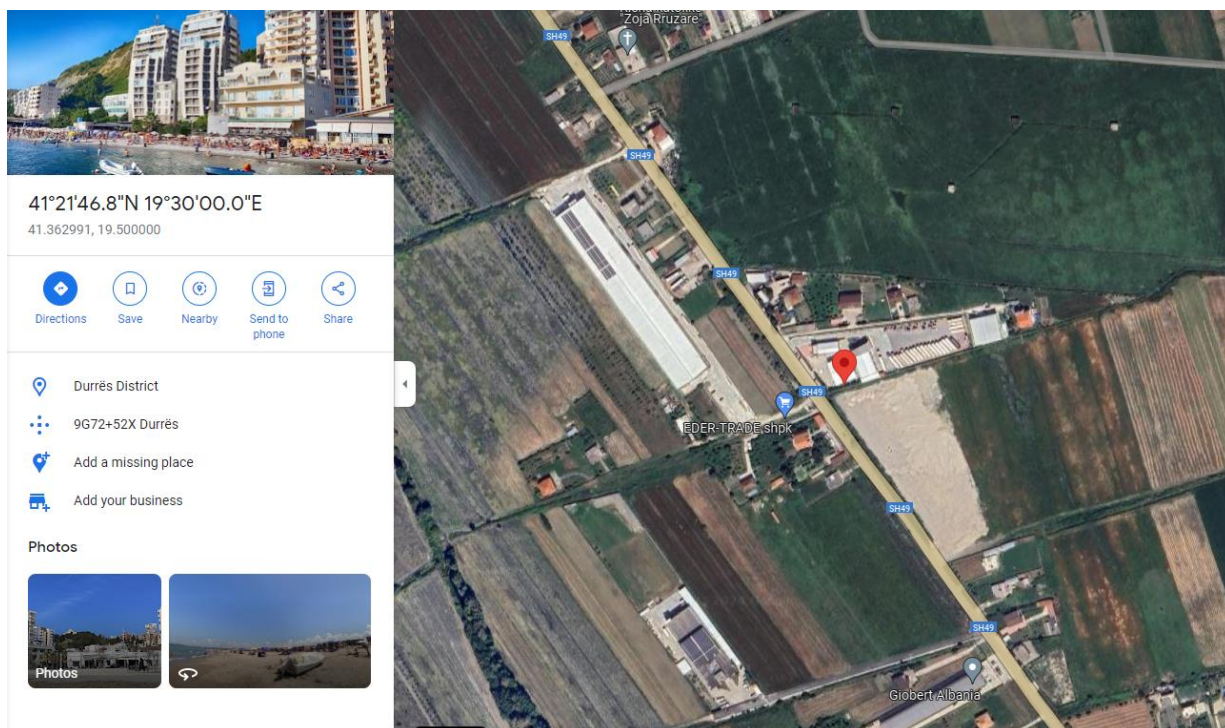 41°21'46.8"N 19°30'00.0"E
41.362991, 19.500000
Directions
Save
Nearby
Send to
phone
Share
Durrës District
9G72+52X Durrës
Add a missing place
Add your business
Photos
Photos
"Zoja Rruzare"
SH49
SH49
SH49
SH49
EDER-TRADE shpk
SH49
SH49
Giobert Albania